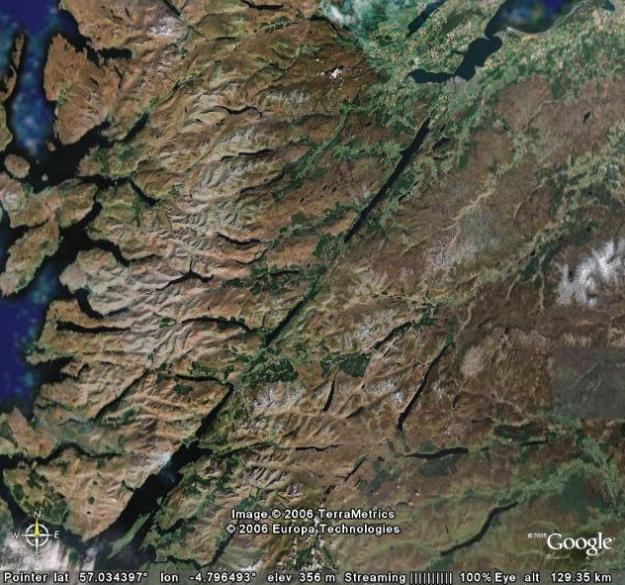 N
W E
S
Image © 2006 TerraMetrics
© 2006 Europa Technologies
©2005 Google
Pointer lat 57.034397° lon -4.796493° elev 356 m Streaming |||||||||| 100% Eye alt 129.35 km